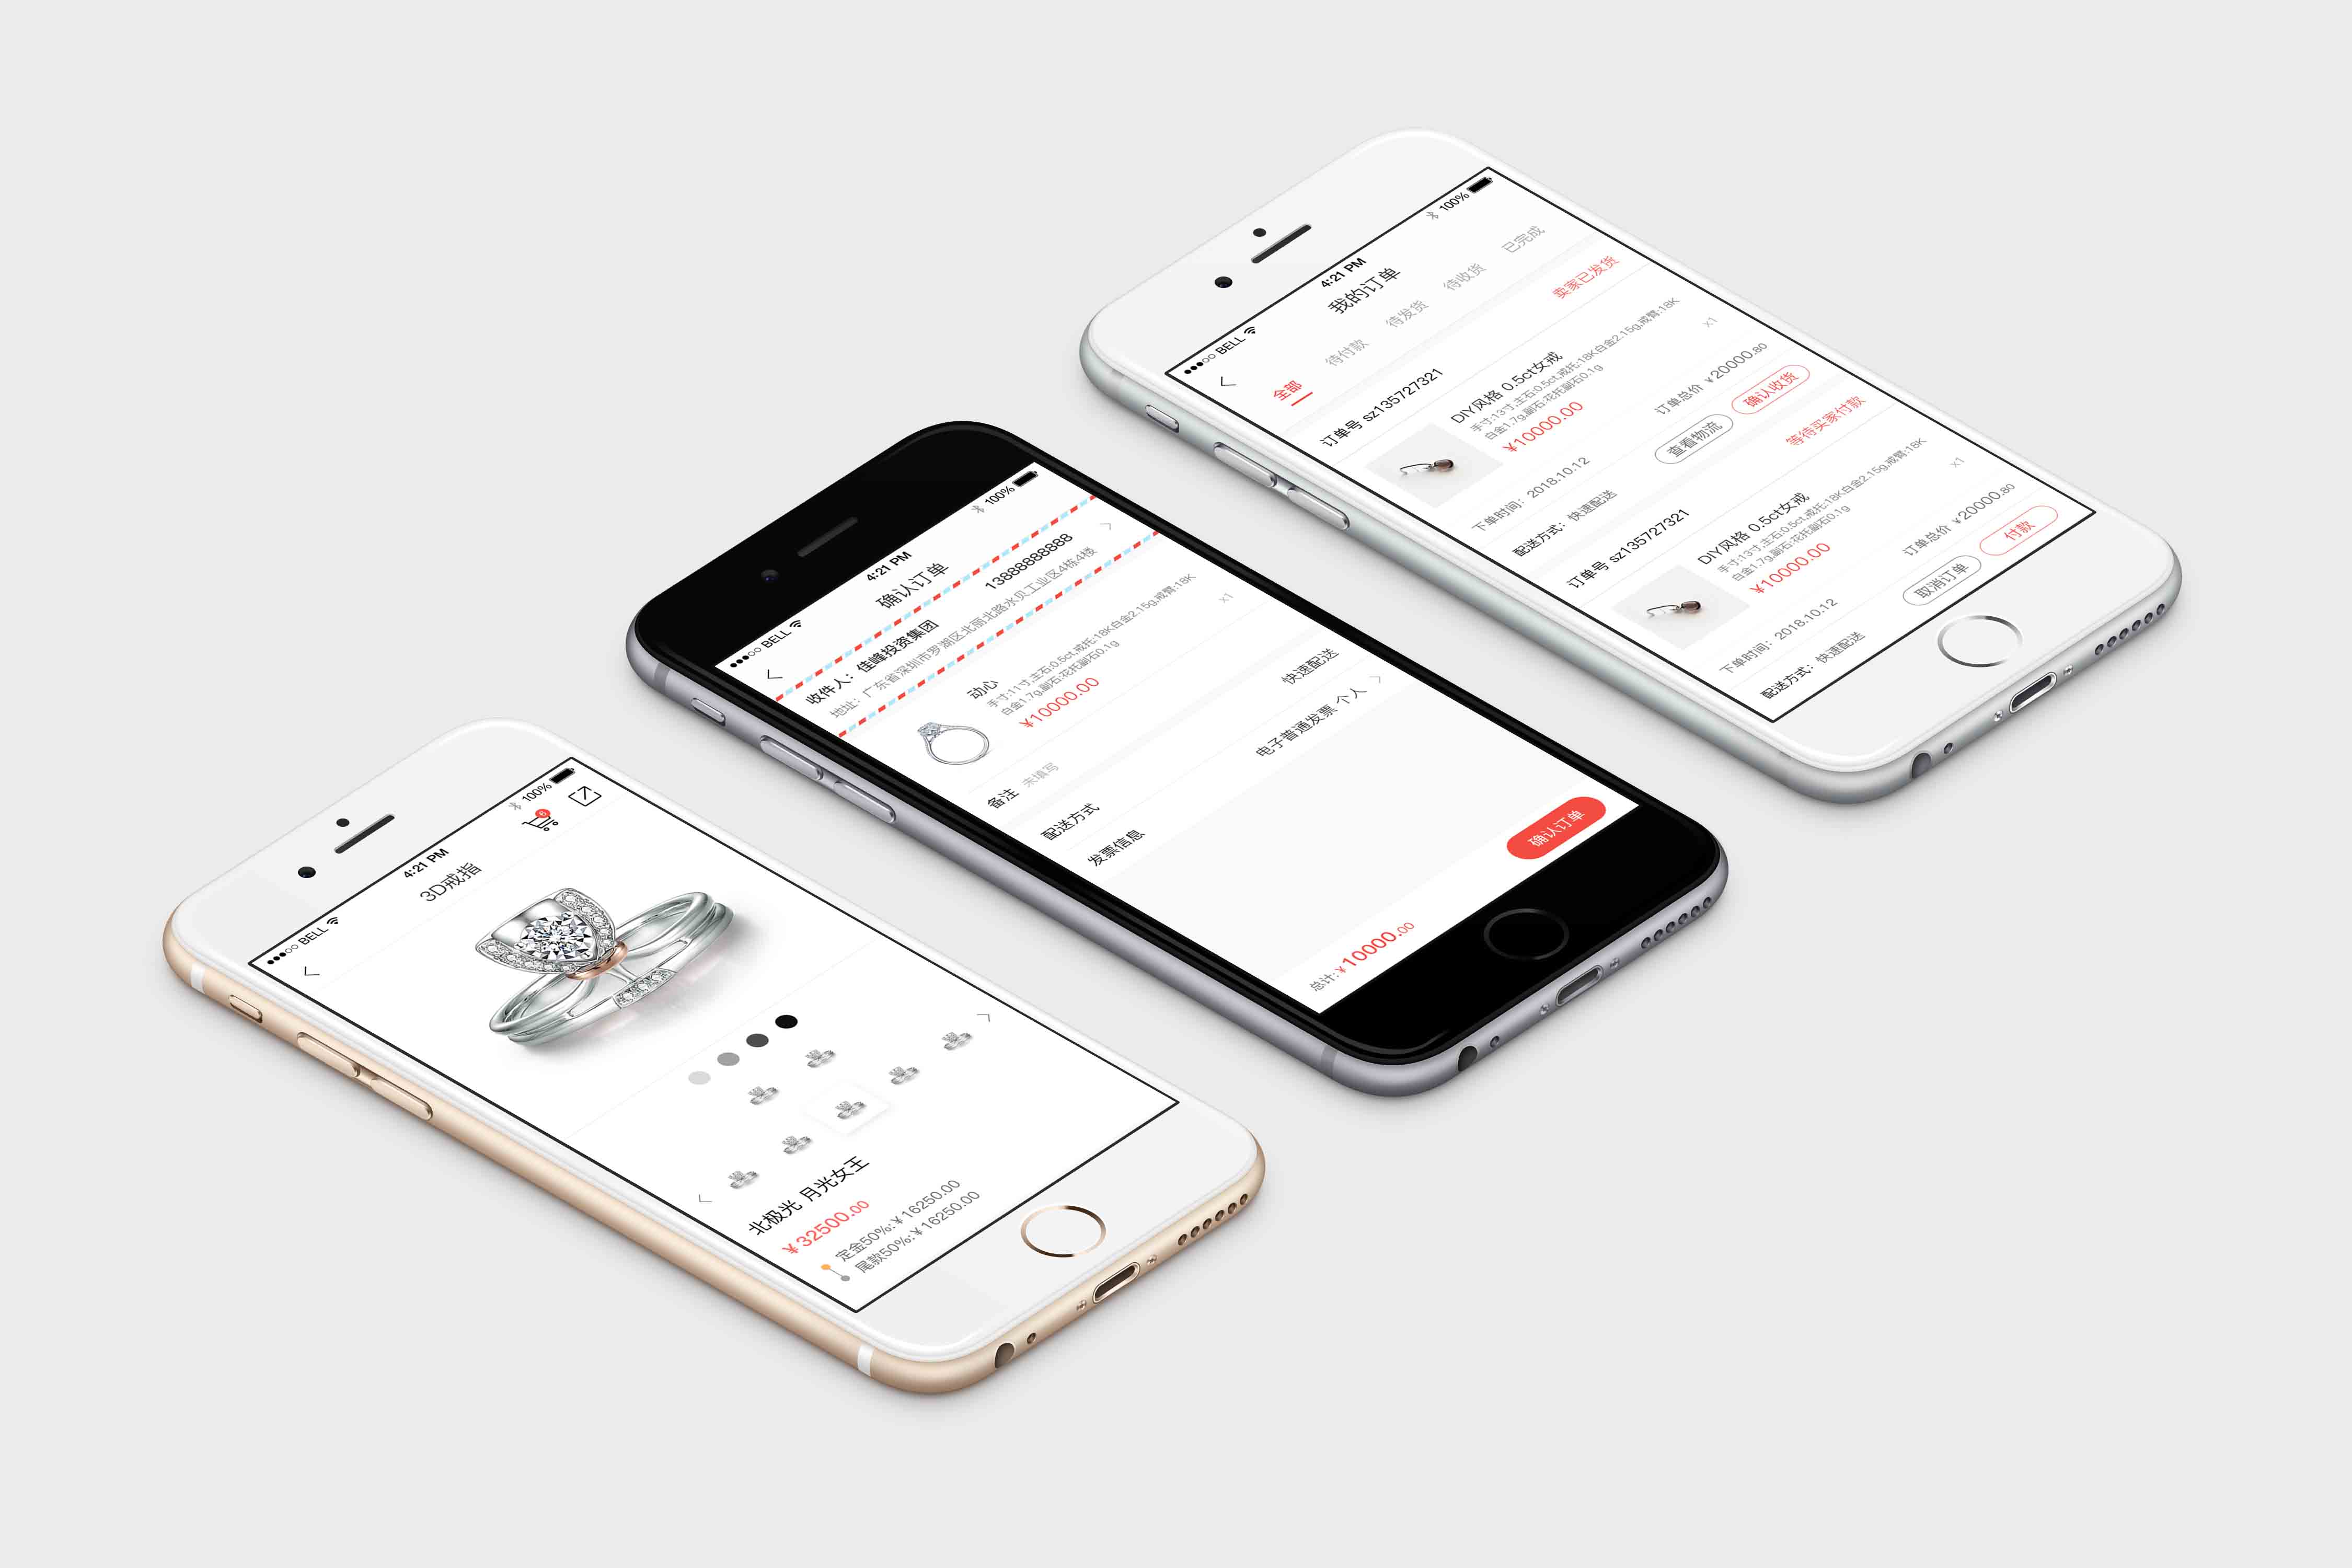 BELL
4:21 PM
100%
3D戒指
6
北极光 月光女王
¥32500.00
定金50%:¥16250.00
尾款50%:¥16250.00
BELL
4:21 PM
100%
确认订单
收件人：佳峰投资集团
13888888888
地址：广东省深圳市罗湖区北丽北路水贝工业区4栋4楼
动心
手寸:11寸,主石:0.5ct,戒托:18K白金2.15g,戒臂:18K
白金1.7g,副石:花托副石0.1g
¥10000.00
x1
备注 未填写
配送方式
快速配送
发票信息
电子普通发票 个人
总计:¥10000.00
确认订单
BELL
4:21 PM
100%
我的订单
全部
待付款
待发货
待收货
已完成
订单号 sz135727321
卖家已发货
DIY风格 0.5ct女戒
手寸:13寸,主石:0.5ct,戒托:18K白金2.15g,戒臂:18K
白金1.7g,副石:花托副石0.1g
¥10000.00
x1
下单时间：2018.10.12
订单总价 ¥20000.80
配送方式：快速配送
查看物流
确认收货
订单号 sz135727321
等待买家付款
DIY风格 0.5ct女戒
手寸:13寸,主石:0.5ct,戒托:18K白金2.15g,戒臂:18K
白金1.7g,副石:花托副石0.1g
¥10000.00
x1
下单时间：2018.10.12
订单总价 ¥20000.80
配送方式：快速配送
取消订单
付款